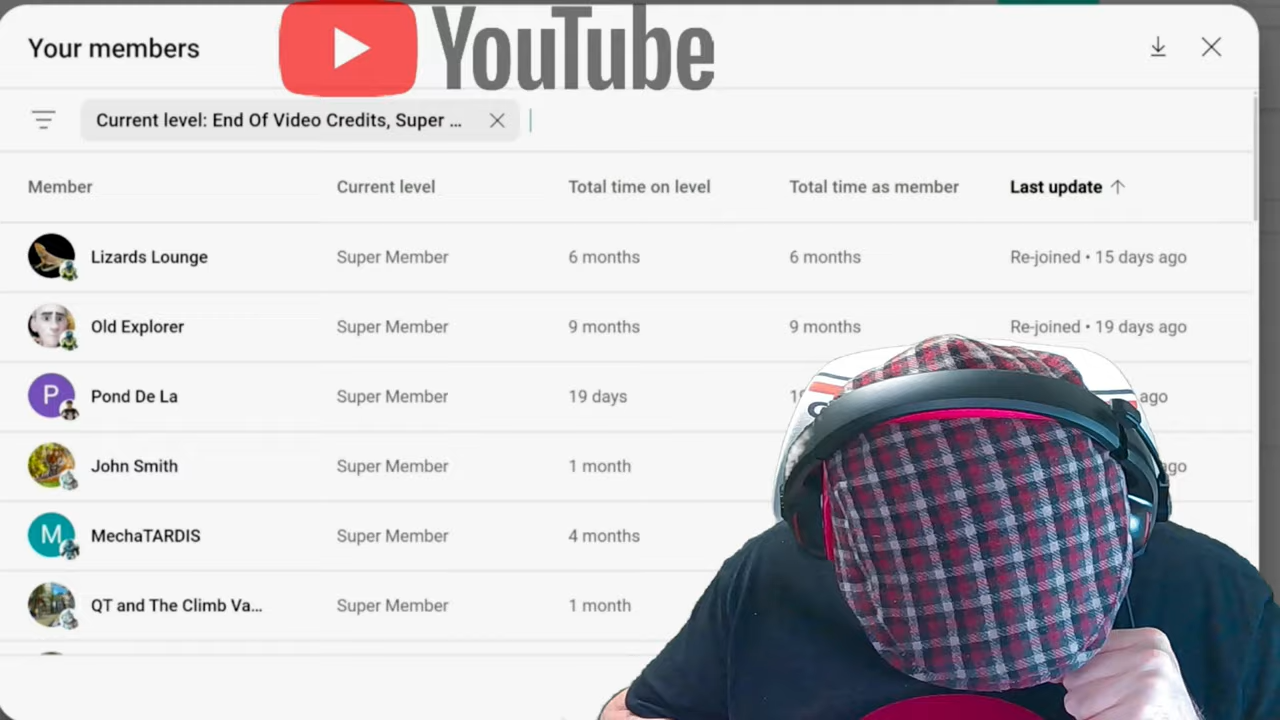 Your members
YouTube
Current level: End Of Video Credits, Super ...
Member Current level Total time on level Total time as member Last update
Lizards Lounge Super Member 6 months 6 months Re-joined • 15 days ago
Old Explorer Super Member 9 months 9 months Re-joined • 19 days ago
P Pond De La Super Member 19 days ago
John Smith Super Member 1 month
M MechaTARDIS Super Member 4 months
QT and The Climb Va... Super Member 1 month